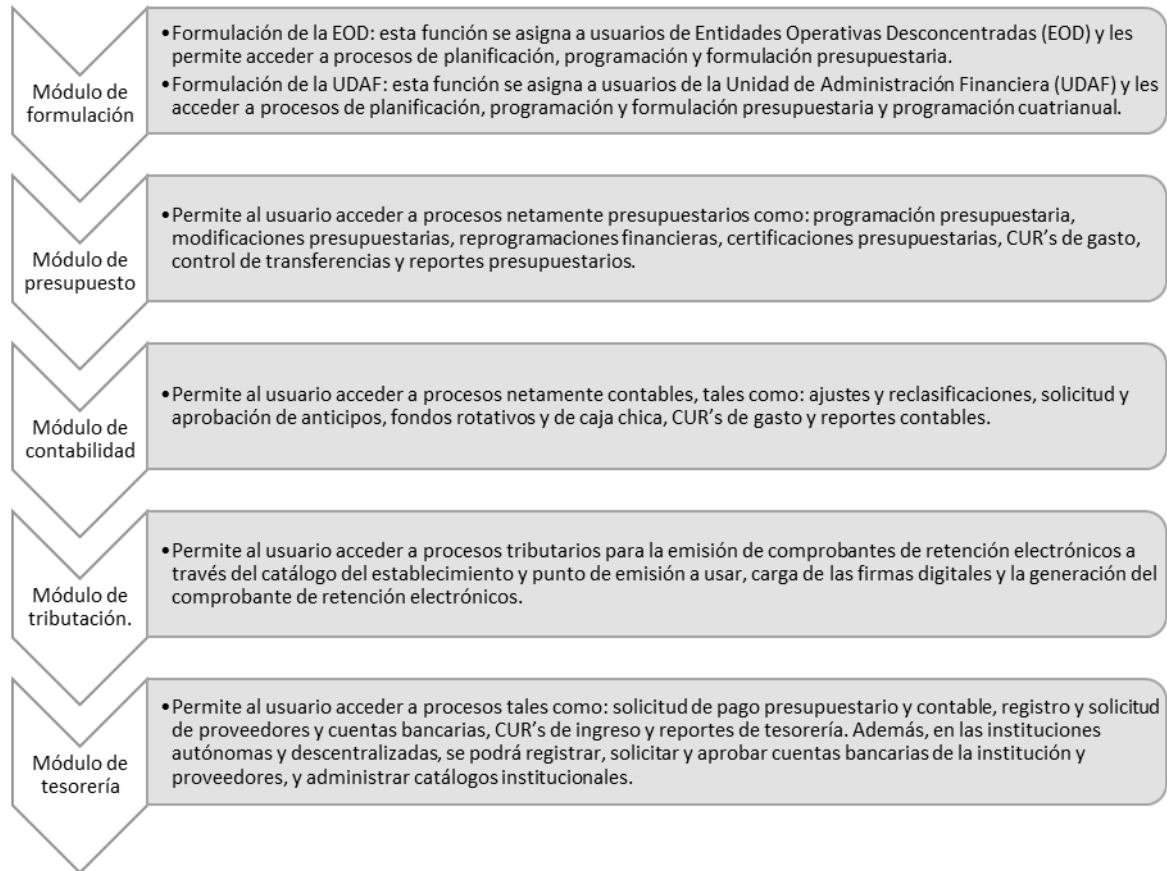 Módulo de
formulación
•Formulación de la EOD: esta función se asigna a usuarios de Entidades Operativas Desconcentradas (EOD) y les
permite acceder a procesos de planificación, programación y formulación presupuestaria.
•Formulación de la UDAF: esta función se asigna a usuarios de la Unidad de Administración Financiera (UDAF) y les
acceder a procesos de planificación, programación y formulación presupuestaria y programación cuatrianual.
Módulo de
presupuesto
•Permite al usuario acceder a procesos netamente presupuestarios como: programación presupuestaria,
modificaciones presupuestarias, reprogramaciones financieras, certificaciones presupuestarias, CUR’s de gasto,
control de transferencias y reportes presupuestarios.
Módulo de
contabilidad
•Permite al usuario acceder a procesos netamente contables, tales como: ajustes y reclasificaciones, solicitud y
aprobación de anticipos, fondos rotativos y de caja chica, CUR’s de gasto y reportes contables.
Módulo de
tributación.
•Permite al usuario acceder a procesos tributarios para la emisión de comprobantes de retención electrónicos a
través del catálogo del establecimiento y punto de emisión a usar, carga de las firmas digitales y la generación del
comprobante de retención electrónicos.
Módulo de
tesorería
•Permite al usuario acceder a procesos tales como: solicitud de pago presupuestario y contable, registro y solicitud
de proveedores y cuentas bancarias, CUR’s de ingreso y reportes de tesorería. Además, en las instituciones
autónomas y descentralizadas, se podrá registrar, solicitar y aprobar cuentas bancarias de la institución y
proveedores, y administrar catálogos institucionales.